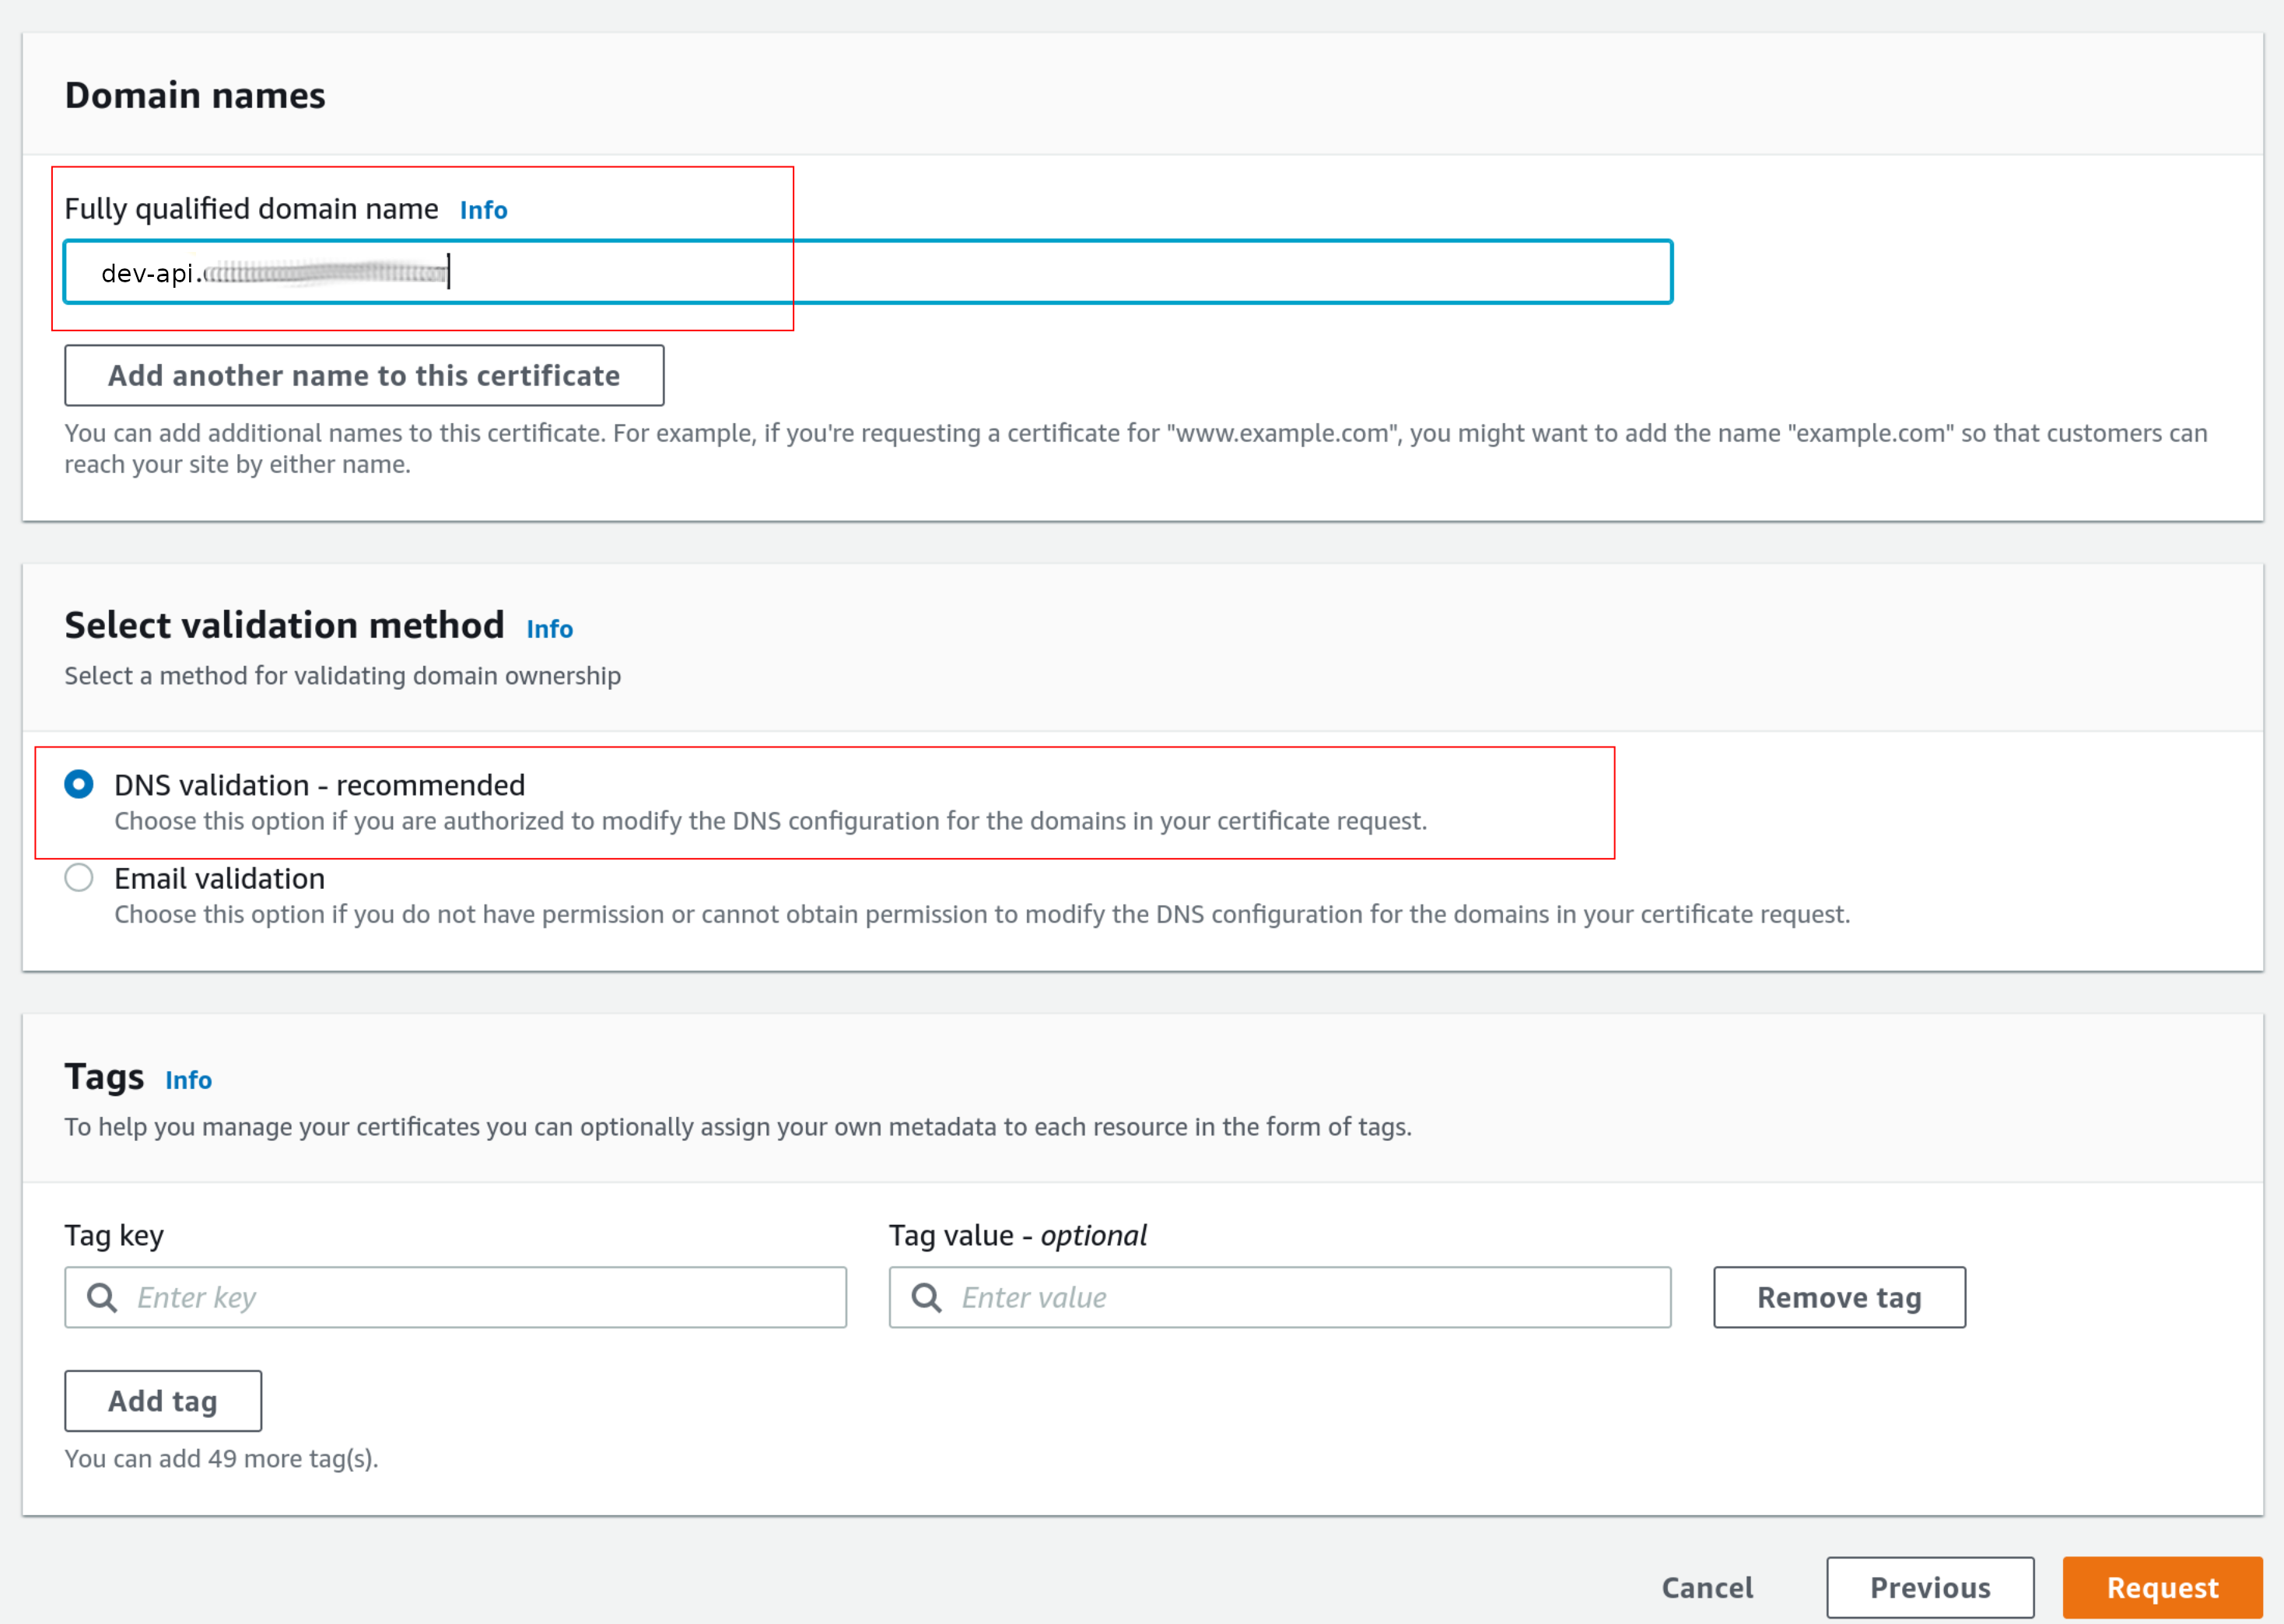 Domain names
Fully qualified domain name Info
dev-api.
Add another name to this certificate
You can add additional names to this certificate. For example, if you're requesting a certificate for "www.example.com", you might want to add the name "example.com" so that customers can
reach your site by either name.
Select validation method Info
Select a method for validating domain ownership
DNS validation - recommended
Choose this option if you are authorized to modify the DNS configuration for the domains in your certificate request.
Email validation
Choose this option if you do not have permission or cannot obtain permission to modify the DNS configuration for the domains in your certificate request.
Tags Info
To help you manage your certificates you can optionally assign your own metadata to each resource in the form of tags.
Tag key Tag value - optional
Enter key Enter value Remove tag
Add tag
You can add 49 more tag(s).
Cancel Previous Request